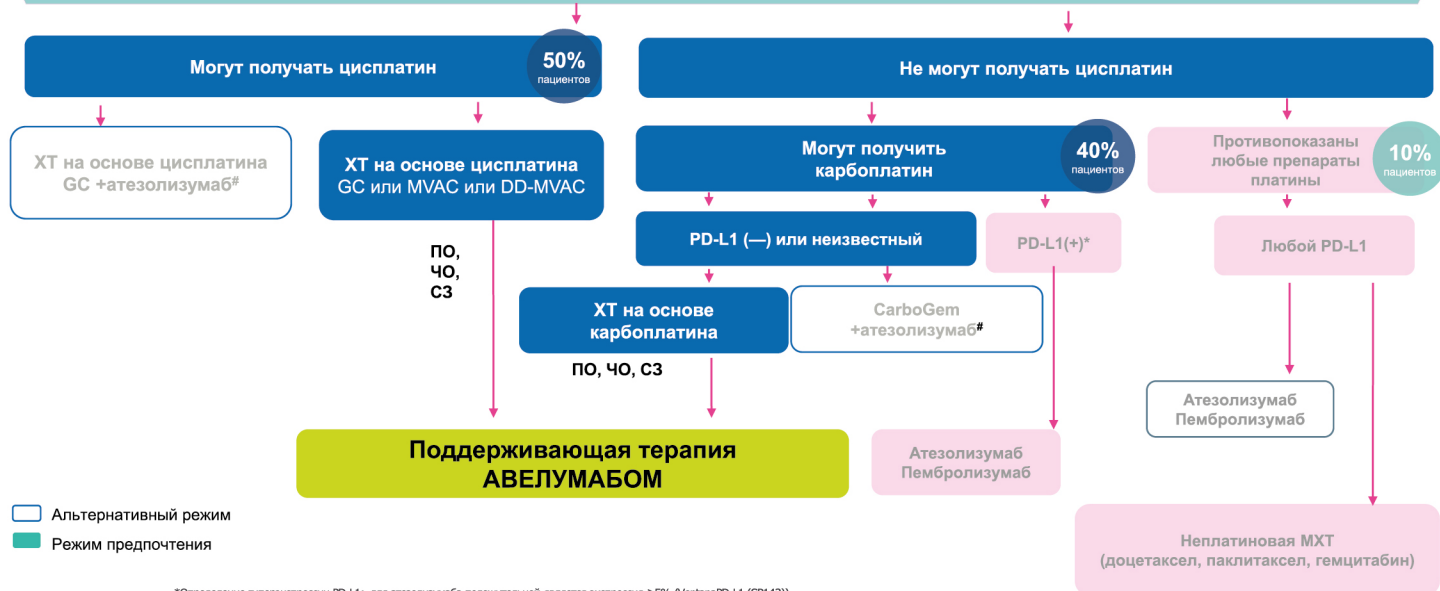 Могут получать цисплатин
50%
пациентов
Не могут получать цисплатин
ХТ на основе цисплатина
GC +атезолизумаб#
ХТ на основе цисплатина
GC или MVAC или DD-MVAC
Могут получить
карбоплатин
40%
пациентов
Противопоказаны
любые препараты
платины
10%
пациентов
PD-L1 (—) или неизвестный
PD-L1(+)*
Любой PD-L1
ПО,
ЧО,
СЗ
ХТ на основе
карбоплатина
CarboGem
+атезолизумаб#
ПО, ЧО, СЗ
Атезолизумаб
Пембролизумаб
Поддерживающая терапия
АВЕЛУМАБОМ
Атезолизумаб
Пембролизумаб
Альтернативный режим
Режим предпочтения
Неплатиновая МХТ
(доцетаксел, паклитаксел, гемцитабин)